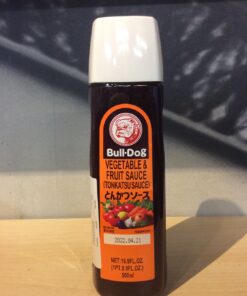 Bull-Dog
VEGETABLE &
FRUIT SAUCE
(TONKATSU SAUCE)
とんかつソース
2022.04.21
NET: 16.9FL.OZ.
(1PT. 0.9FL.OZ.)
500ml